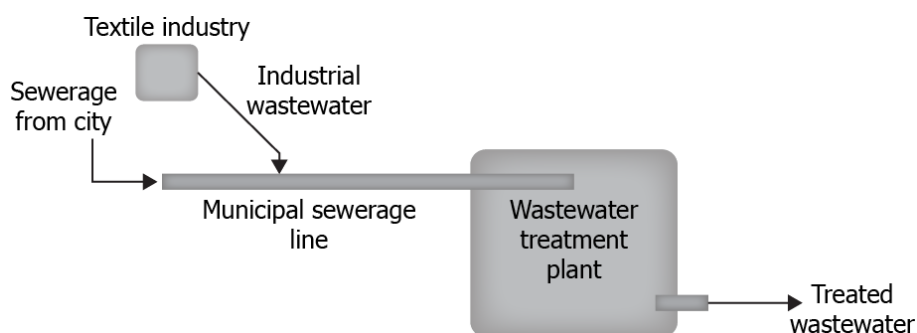 Textile industry
Industrial
wastewater
Sewerage
from city
Municipal sewerage
line
Wastewater
treatment
plant
Treated
wastewater